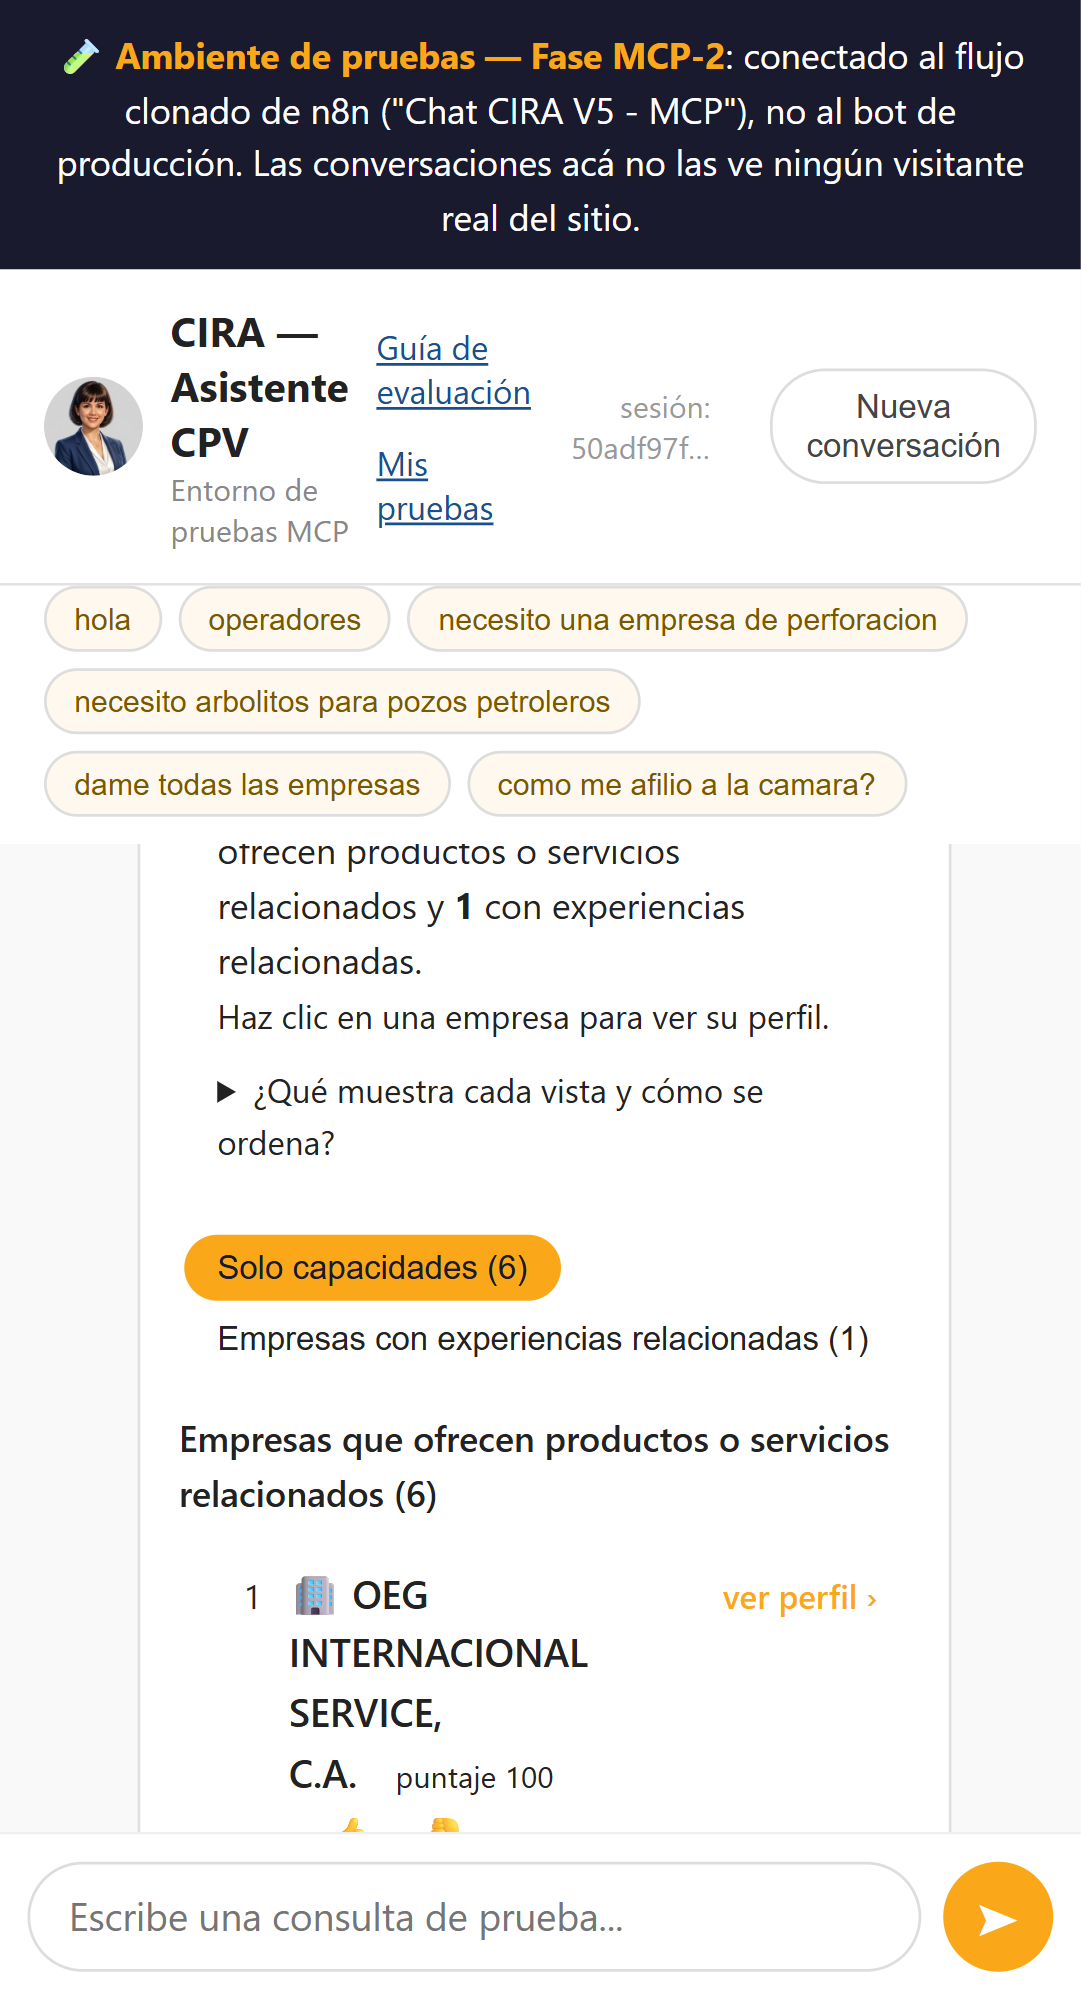 Ambiente de pruebas — Fase MCP-2: conectado al flujo
clonado de n8n ("Chat CIRA V5 - MCP"), no al bot de
producción. Las conversaciones acá no las ve ningún visitante
real del sitio.
CIRA —
Asistente
CPV
Entorno de
pruebas MCP
Guía de
evaluación
Mis
pruebas
sesión:
50adf97f...
Nueva
conversación
hola
operadores
necesito una empresa de perforacion
necesito arbolitos para pozos petroleros
dame todas las empresas
como me afilio a la camara?
ofrecen productos o servicios
relacionados y 1 con experiencias
relacionadas.
Haz clic en una empresa para ver su perfil.
▶ ¿Qué muestra cada vista y cómo se
ordena?
Solo capacidades (6)
Empresas con experiencias relacionadas (1)
Empresas que ofrecen productos o servicios
relacionados (6)
1 OEG ver perfil ›
INTERNACIONAL
SERVICE,
C.A. puntaje 100
Escribe una consulta de prueba...